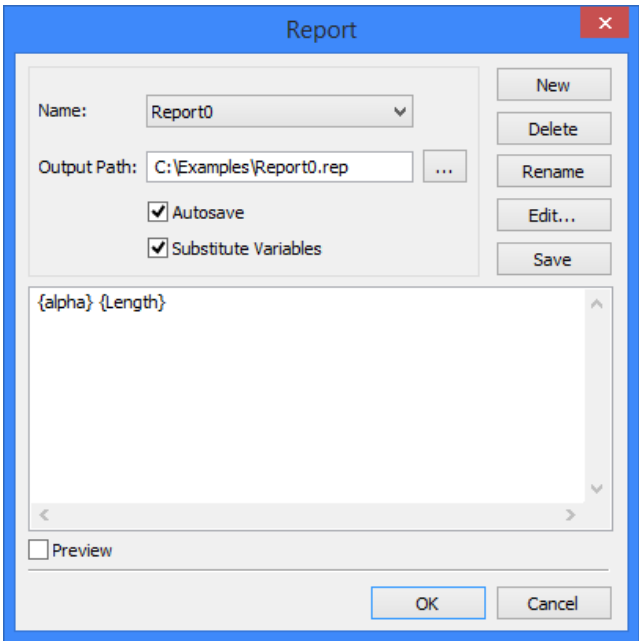 Report
Name:
Report0
Output Path:
C:\Examples\Report0.rep
...
Autosave
Substitute Variables
New
Delete
Rename
Edit...
Save
{alpha} {Length}
Preview
OK
Cancel